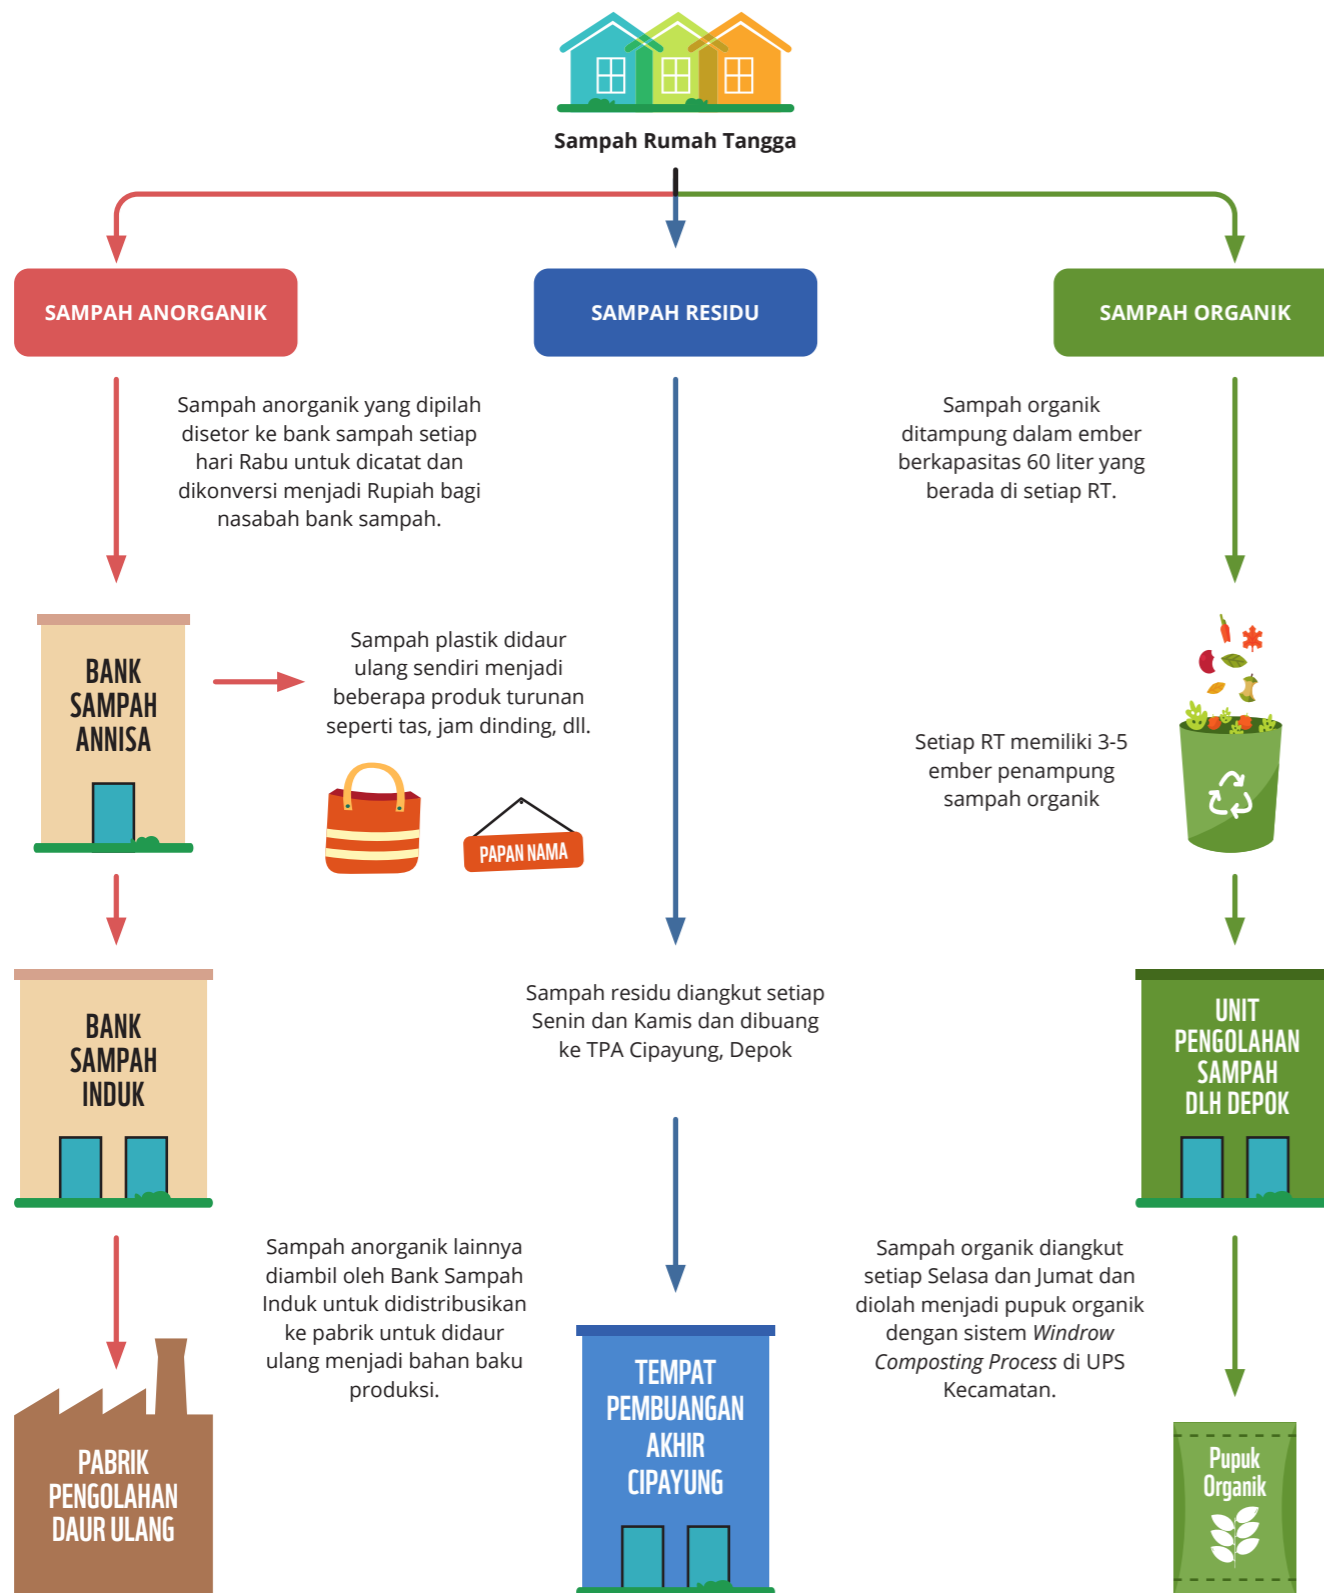 Sampah Rumah Tangga
SAMPAH ANORGANIK
SAMPAH RESIDU
SAMPAH ORGANIK
Sampah anorganik yang dipilah
disetor ke bank sampah setiap
hari Rabu untuk dicatat dan
dikonversi menjadi Rupiah bagi
nasabah bank sampah.
Sampah organik
ditampung dalam ember
berkapasitas 60 liter yang
berada di setiap RT.
BANK
SAMPAH
ANNISA
Sampah plastik didaur
ulang sendiri menjadi
beberapa produk turunan
seperti tas, jam dinding, dll.
PAPAN NAMA
Setiap RT memiliki 3-5
ember penampung
sampah organik
BANK
SAMPAH
INDUK
Sampah residu diangkut setiap
Senin dan Kamis dan dibuang
ke TPA Cipayung, Depok
UNIT
PENGOLAHAN
SAMPAH
DLH DEPOK
Sampah anorganik lainnya
diambil oleh Bank Sampah
Induk untuk didistribusikan
ke pabrik untuk didaur
ulang menjadi bahan baku
produksi.
Sampah organik diangkut
setiap Selasa dan Jumat dan
diolah menjadi pupuk organik
dengan sistem Windrow
Composting Process di UPS
Kecamatan.
PABRIK
PENGOLAHAN
DAUR ULANG
TEMPAT
PEMBUANGAN
AKHIR
CIPAYUNG
Pupuk
Organik